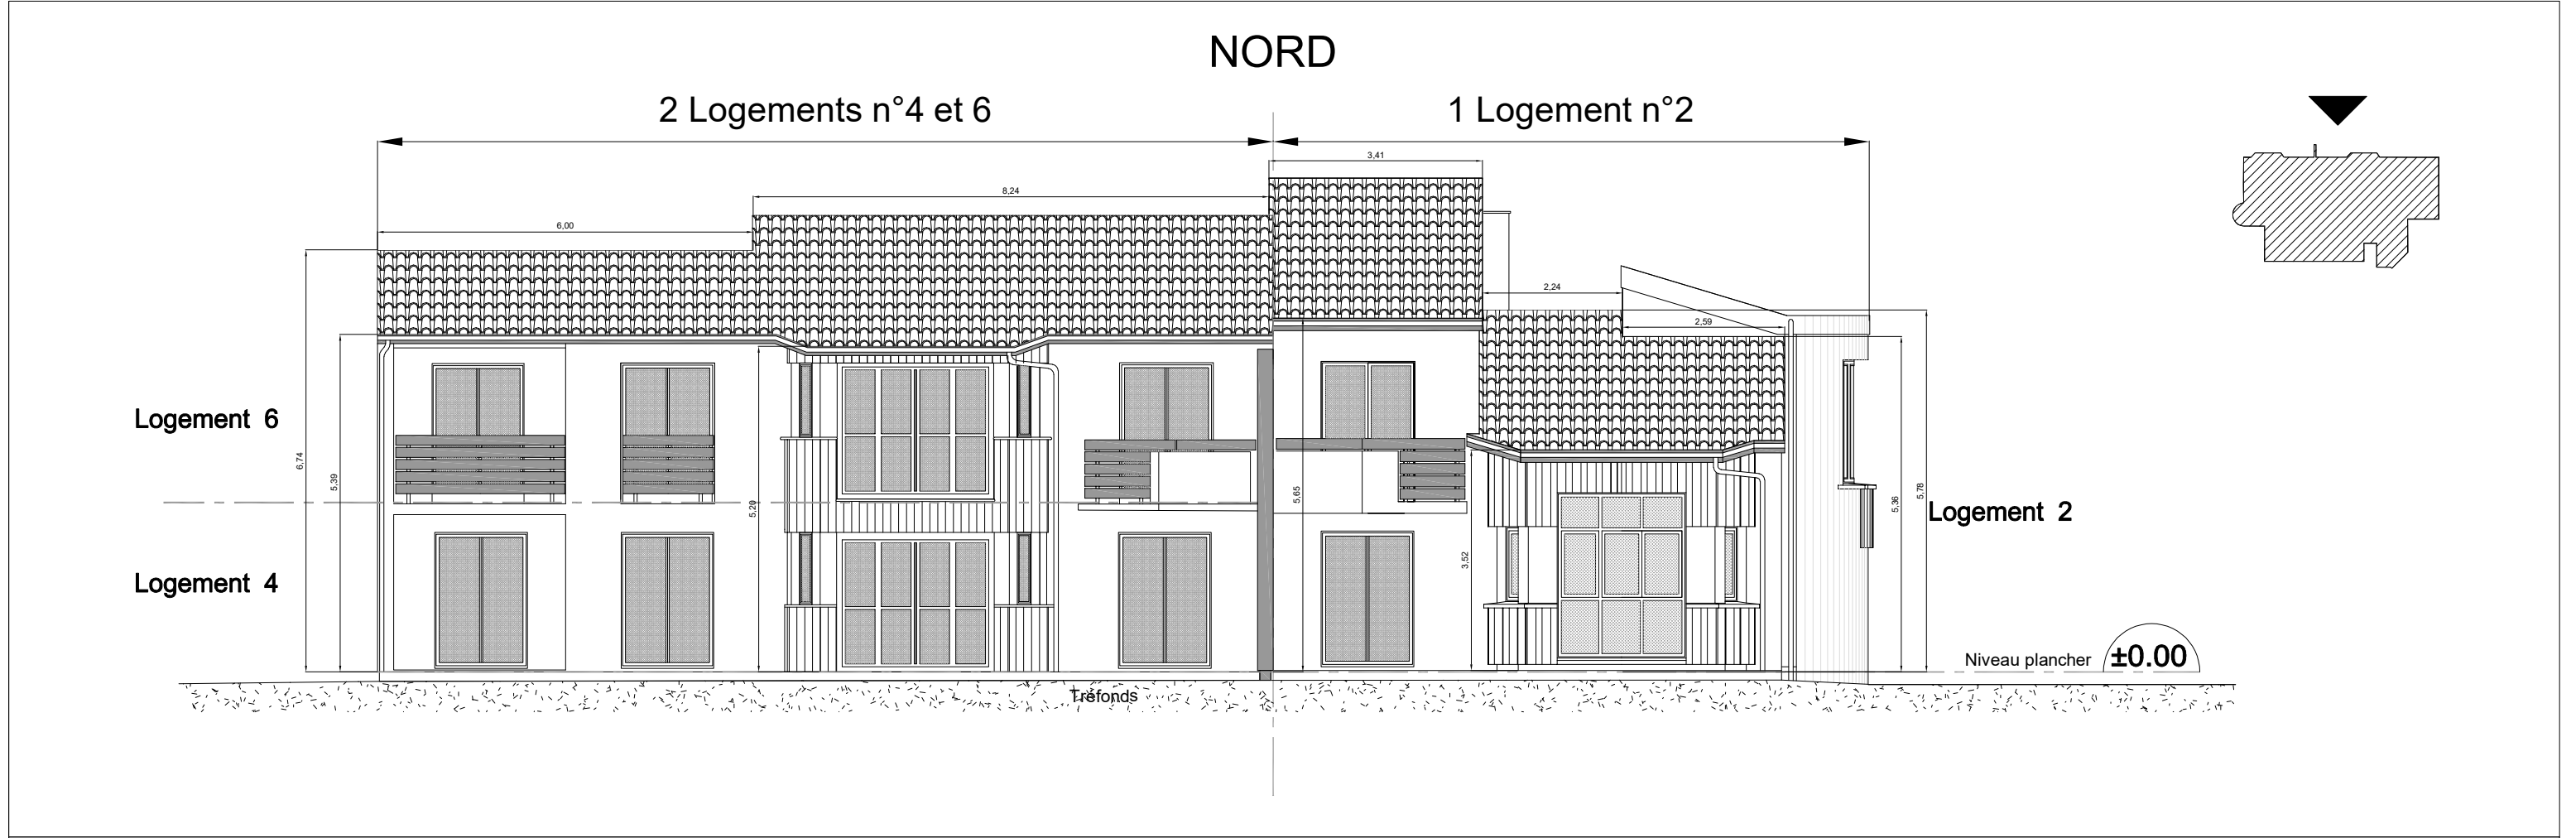 NORD
2 Logements n°4 et 6
1 Logement n°2
3,41
8,24
6,00
2,24
2,59
Logement 6
6,74
5,39
5,20
5,65
3,52
5,36
5,78
Logement 2
Logement 4
Niveau plancher ±0.00
Tréfonds